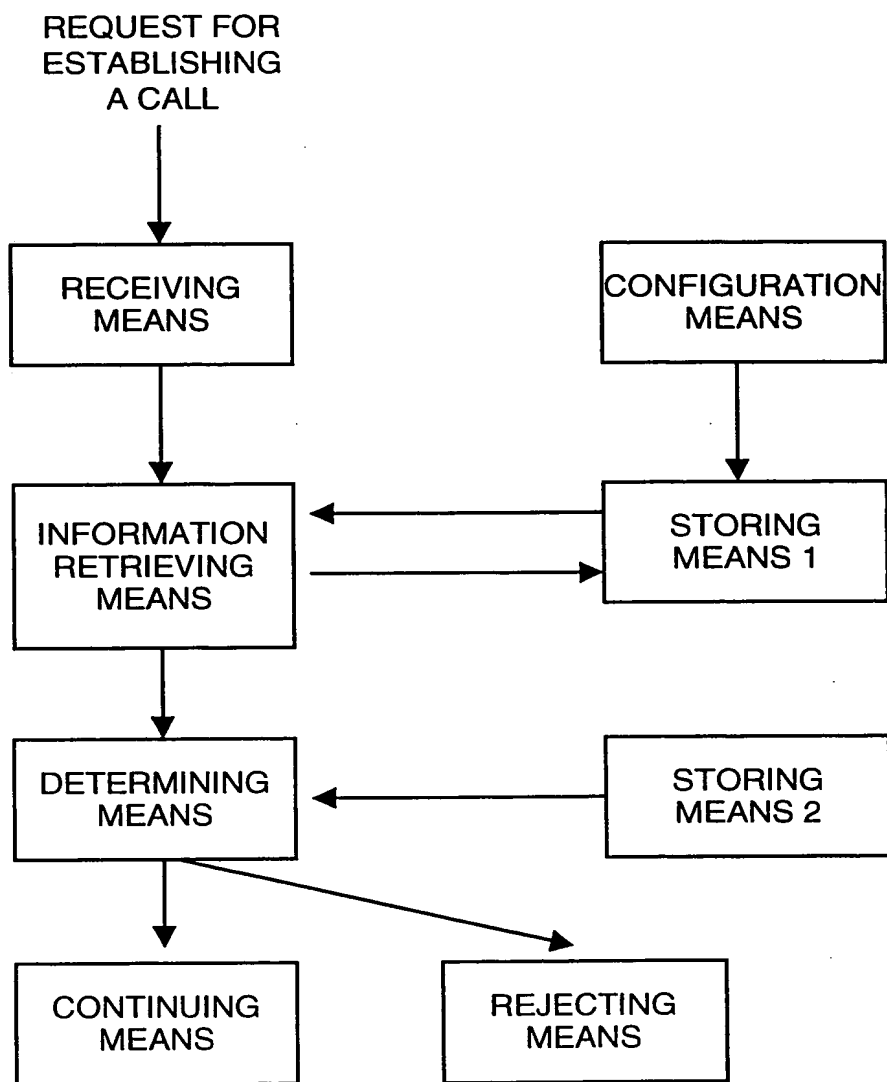 REQUEST FOR
ESTABLISHING
A CALL
RECEIVING
MEANS
CONFIGURATION
MEANS
INFORMATION
RETRIEVING
MEANS
STORING
MEANS 1
DETERMINING
MEANS
STORING
MEANS 2
CONTINUING
MEANS
REJECTING
MEANS